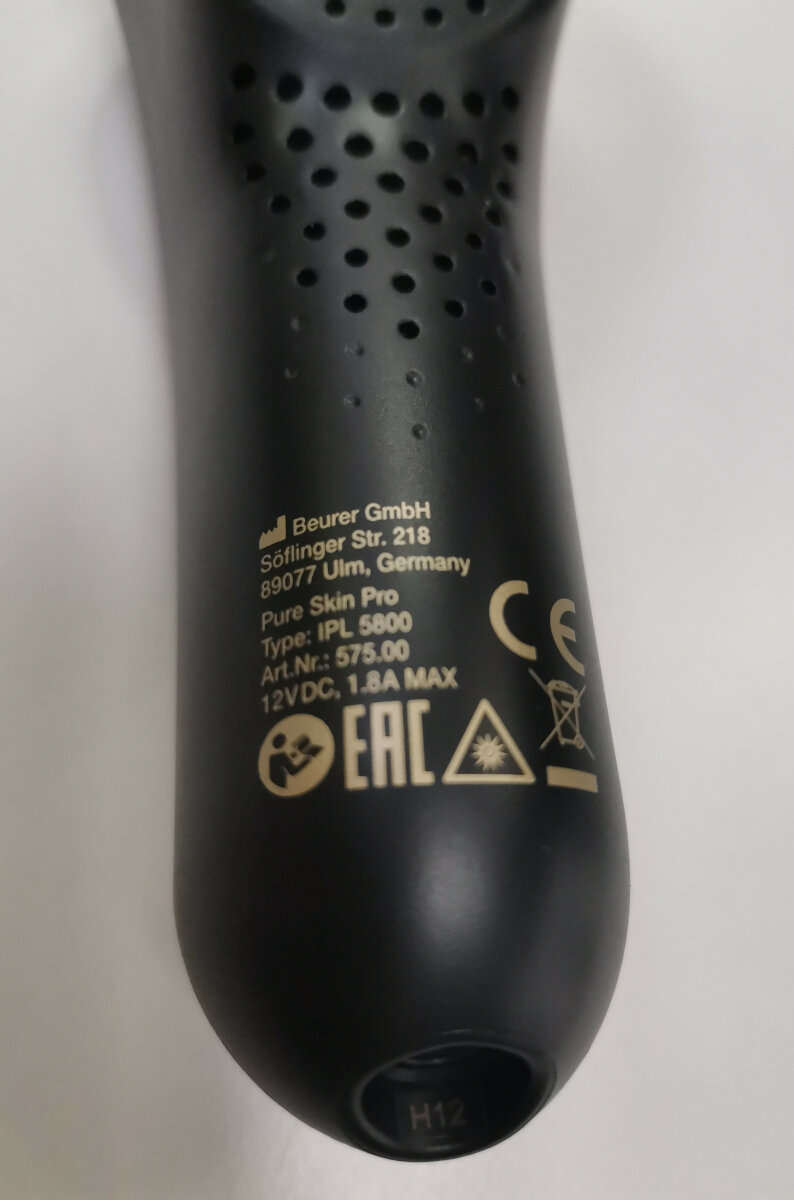 Beurer GmbH
Söflinger Str. 218
89077 Ulm, Germany
Pure Skin Pro
Type: IPL 5800
Art.Nr.: 575.00
12VDC, 1.8A MAX
CE
EAC
H12